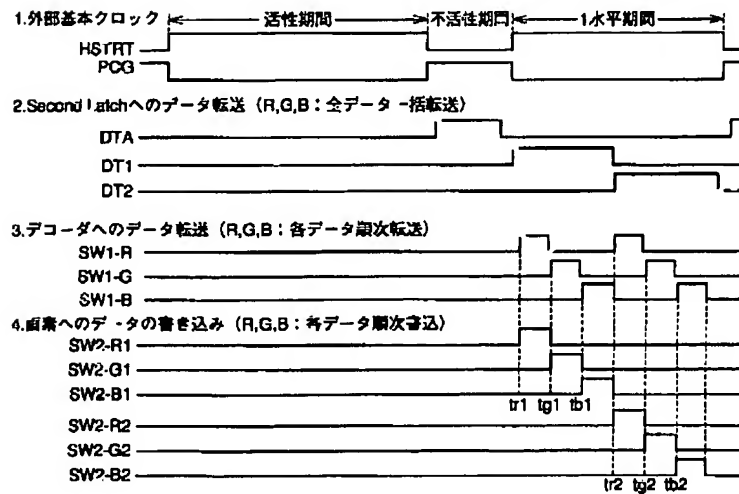 1.外部基本クロック
活性期間
不活性期間
1水平期間
HSTRT
PCG
2.Second Latchへのデータ転送（R,G,B：全データ一括転送）
DTA
DT1
DT2
3.デコーダへのデータ転送（R,G,B：各データ順次転送）
SW1-R
SW1-G
SW1-B
4.画素へのデータの書き込み（R,G,B：各データ順次書込）
SW2-R1
SW2-G1
SW2-B1
tr1 tg1 tb1
SW2-R2
SW2-G2
SW2-B2
tr2 tg2 tb2